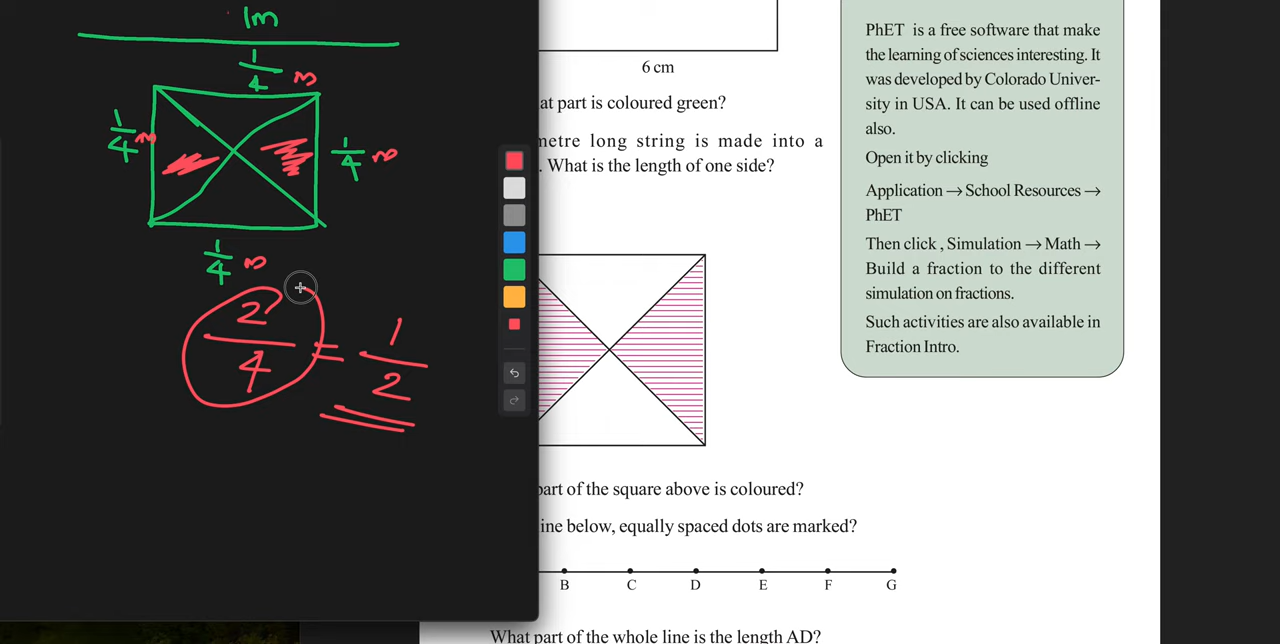 1m
1/4 m
1/4 m
1/4 m
1/4 m
2/4 = 1/2
6 cm
at part is coloured green?
metre long string is made into a
. What is the length of one side?
part of the square above is coloured?
ine below, equally spaced dots are marked?
B C D E F G
What part of the whole line is the length AD?
PhET is a free software that make
the learning of sciences interesting. It
was developed by Colorado Univer-
sity in USA. It can be used offline
also.
Open it by clicking
Application → School Resources →
PhET
Then click , Simulation → Math →
Build a fraction to the different
simulation on fractions.
Such activities are also available in
Fraction Intro.